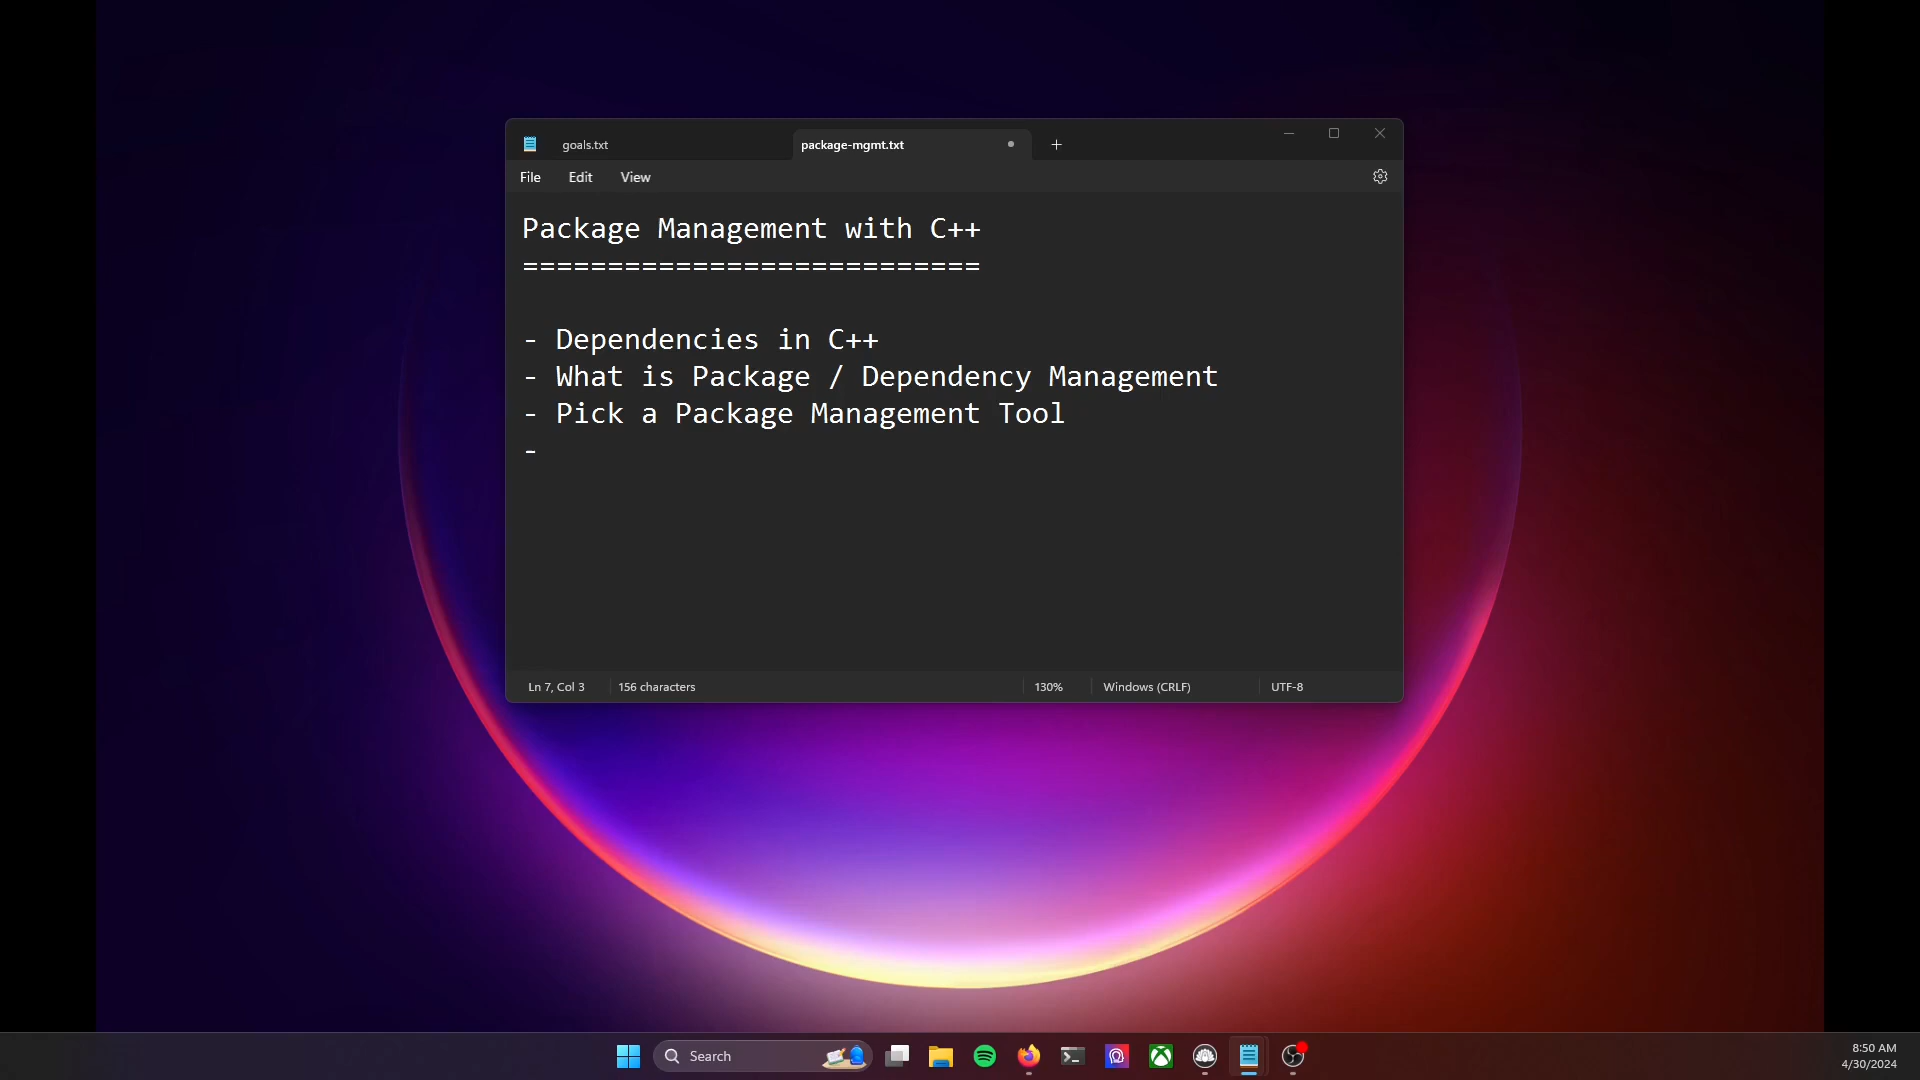 goals.txt
package-mgmt.txt
File Edit View
Package Management with C++
===========================
- Dependencies in C++
- What is Package / Dependency Management
- Pick a Package Management Tool
-
Ln 7, Col 3 156 characters 130% Windows (CRLF) UTF-8
Search
8:50 AM
4/30/2024